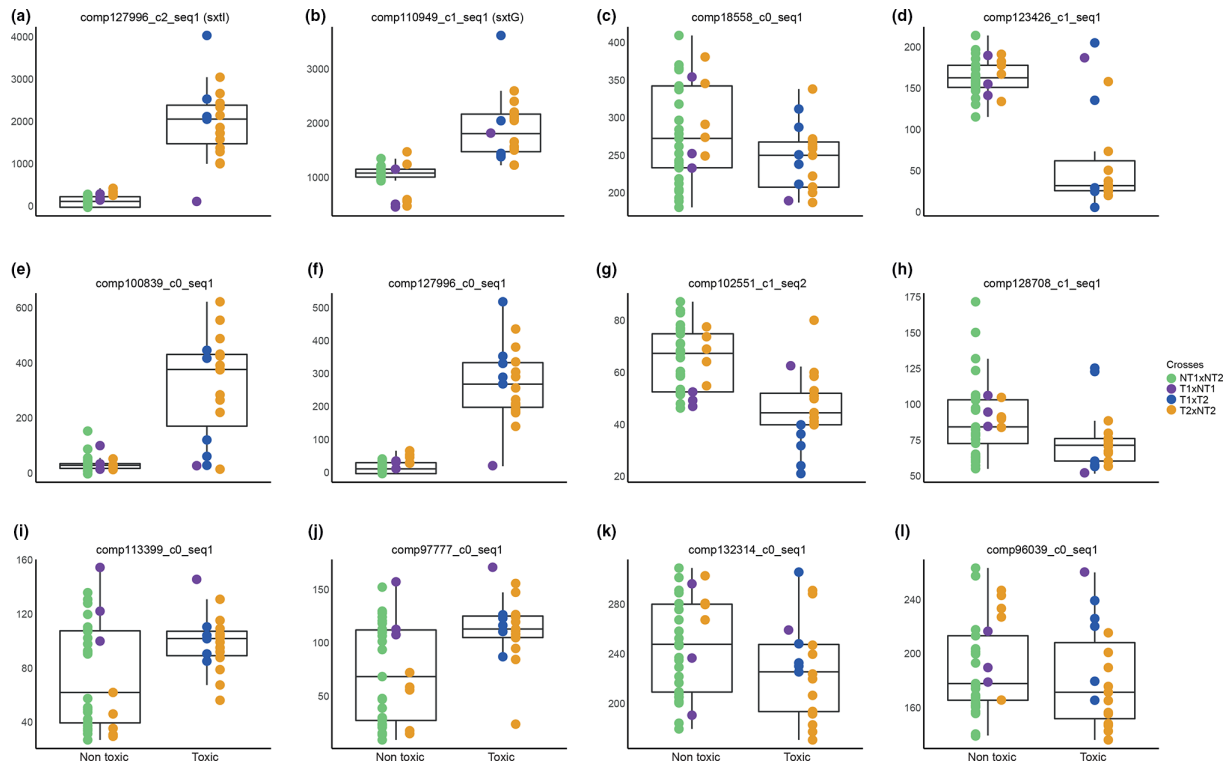 (a) comp127996_c2_seq1 (sxtI)
4000
3000
2000
1000
0
(b) comp110949_c1_seq1 (sxtG)
3000
2000
1000
(c) comp18558_c0_seq1
400
350
300
250
200
(d) comp123426_c1_seq1
200
150
100
50
0
(e) comp100839_c0_seq1
600
400
200
0
(f) comp127996_c0_seq1
500
400
300
200
100
0
(g) comp102551_c1_seq2
100
80
60
40
20
(h) comp128708_c1_seq1
175
150
125
100
75
50
Crosses
NT1xNT2
T1xNT1
T1xT2
T2xNT2
(i) comp113399_c0_seq1
160
120
80
40
Non toxic Toxic
(j) comp97777_c0_seq1
150
100
50
0
Non toxic Toxic
(k) comp132314_c0_seq1
280
240
200
Non toxic Toxic
(l) comp96039_c0_seq1
240
200
160
Non toxic Toxic